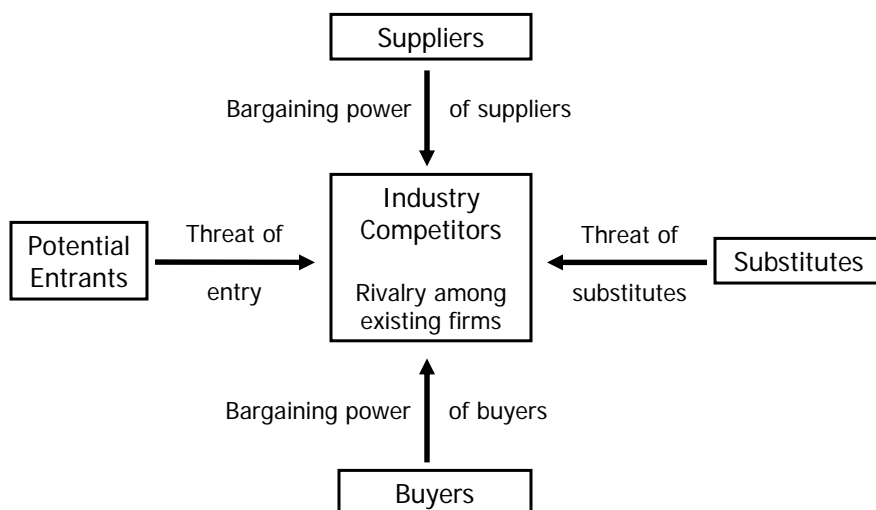 Suppliers
Bargaining power of suppliers
Industry
Competitors
Rivalry among
existing firms
Potential
Entrants
Threat of
entry
Threat of
substitutes
Substitutes
Bargaining power of buyers
Buyers